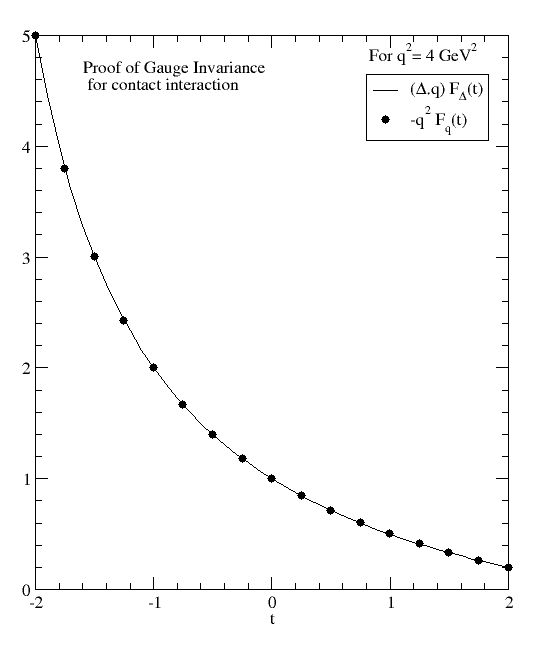 5
For q²= 4 GeV²
Proof of Gauge Invariance
for contact interaction
(Δ.q) F_Δ(t)
-q² F_q(t)
4
3
2
1
0
-2 -1 0 1 2
t